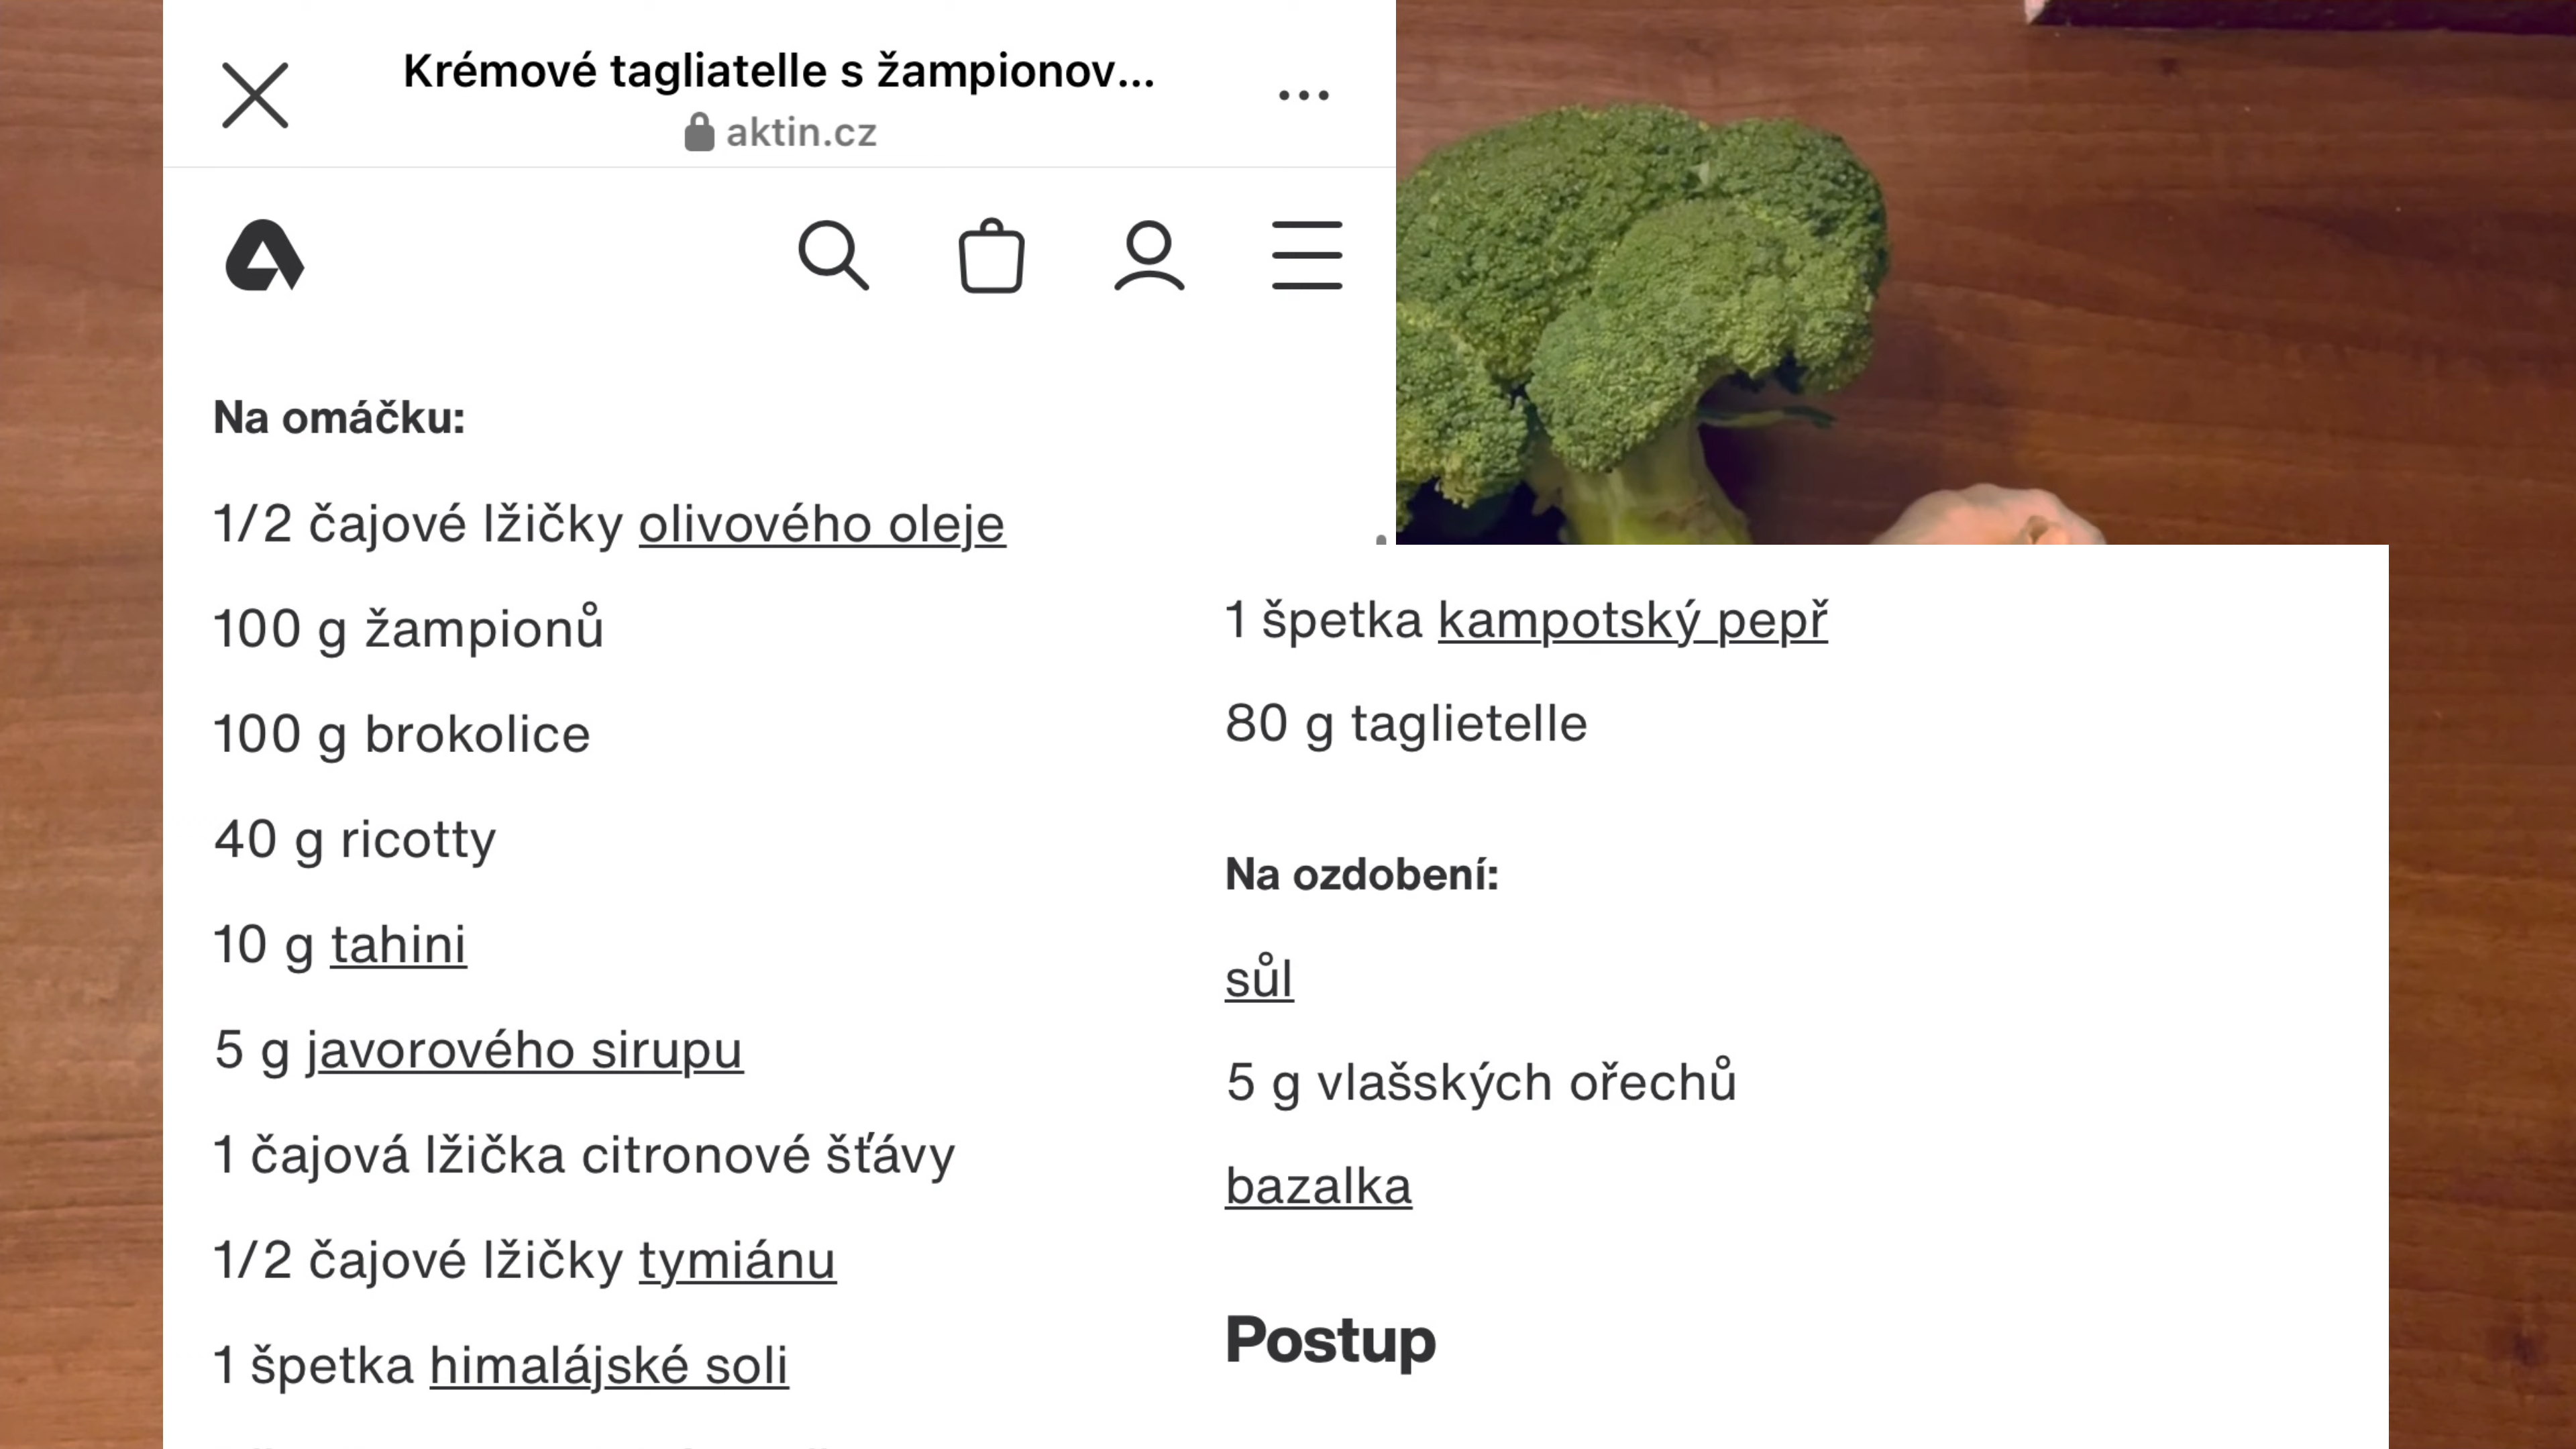 Krémové tagliatelle s žampionov...
aktin.cz
Na omáčku:
1/2 čajové lžičky olivového oleje
100 g žampionů
100 g brokolice
40 g ricotty
10 g tahini
5 g javorového sirupu
1 čajová lžička citronové šťávy
1/2 čajové lžičky tymiánu
1 špetka himalájské soli
1 špetka kampotský pepř
80 g taglietelle
Na ozdobení:
sůl
5 g vlašských ořechů
bazalka
Postup